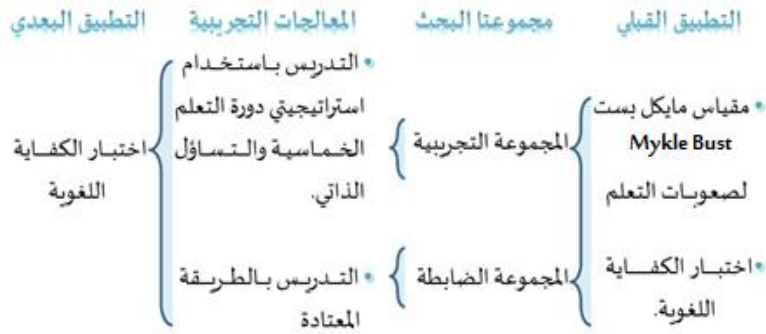 التطبيق القبلي
مجموعتا البحث
المعالجات التجريبية
التطبيق البعدي
• مقياس مايكل بست
Mykle Bust
لصعوبات التعلم
• اختبار الكفاية
اللغوية.
المجموعة التجريبية
المجموعة الضابطة
• التدريس باستخدام
استراتيجيتي دورة التعلم
الخماسية والتساؤل
الذاتي.
• التدريس بالطريقة
المعتادة
اختبار الكفاية
اللغوية